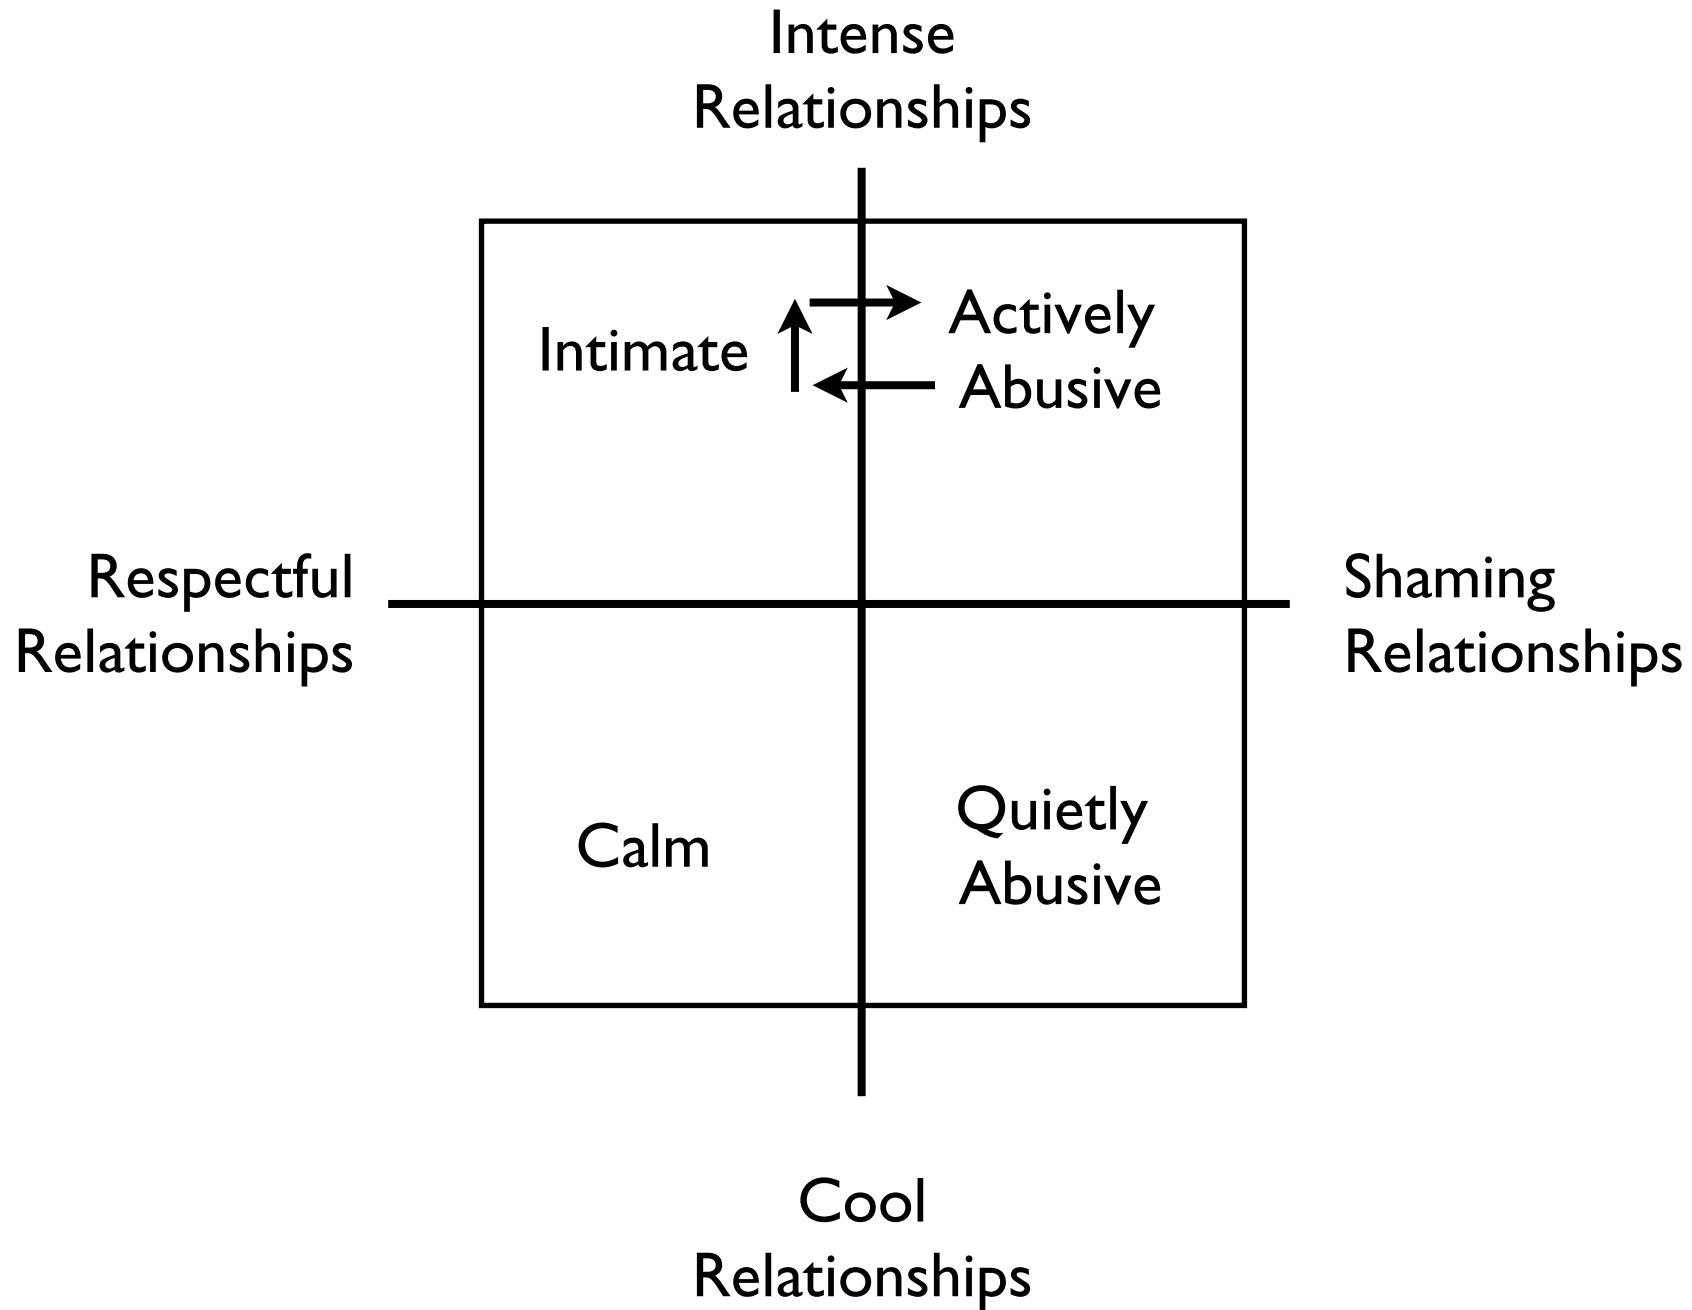 Intense
Relationships
Intimate
Actively
Abusive
Respectful
Relationships
Shaming
Relationships
Calm
Quietly
Abusive
Cool
Relationships